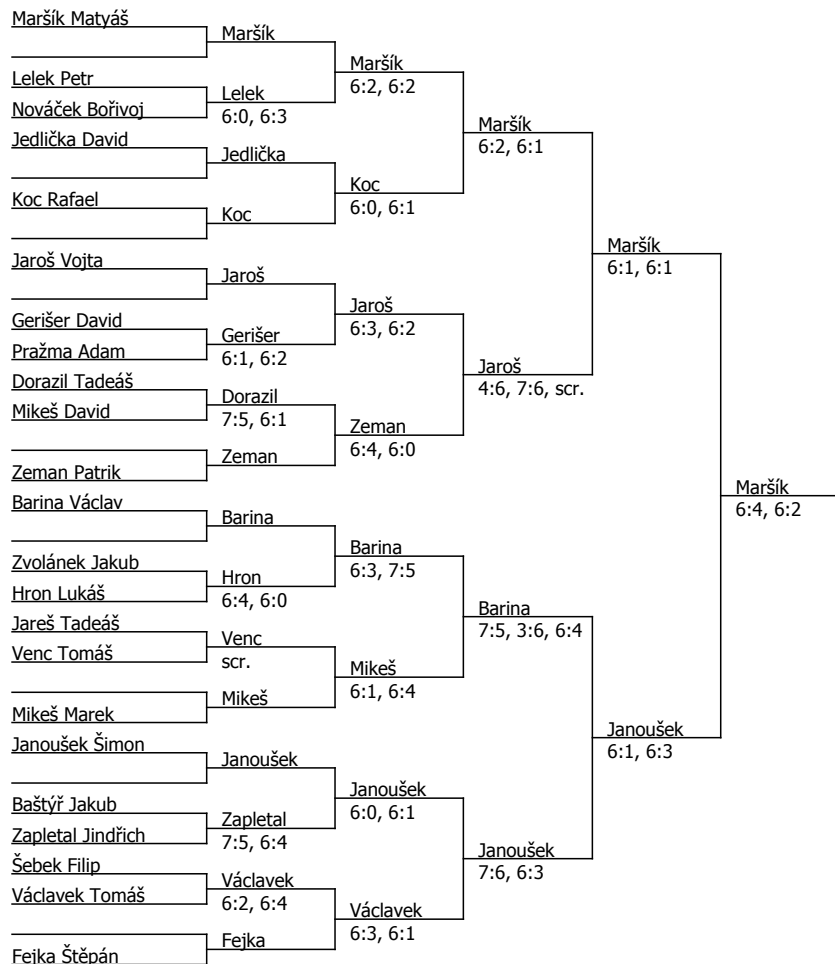 Maršík Matyáš
Maršík
Maršík
6:2, 6:2
Lelek Petr
Lelek
Nováček Bořivoj
6:0, 6:3
Maršík
6:2, 6:1
Jedlička David
Jedlička
Koc
6:0, 6:1
Koc Rafael
Koc
Maršík
6:1, 6:1
Jaroš Vojta
Jaroš
Jaroš
6:3, 6:2
Gerišer David
Gerišer
Pražma Adam
6:1, 6:2
Jaroš
4:6, 7:6, scr.
Dorazil Tadeáš
Dorazil
Mikeš David
7:5, 6:1
Zeman
6:4, 6:0
Zeman
Zeman Patrik
Maršík
6:4, 6:2
Barina Václav
Barina
Barina
6:3, 7:5
Zvolánek Jakub
Hron
Hron Lukáš
6:4, 6:0
Barina
7:5, 3:6, 6:4
Jareš Tadeáš
Venc
Venc Tomáš
scr.
Mikeš
6:1, 6:4
Mikeš
Mikeš Marek
Janoušek
6:1, 6:3
Janoušek Šimon
Janoušek
Janoušek
6:0, 6:1
Baštýř Jakub
Zapletal
Zapletal Jindřich
7:5, 6:4
Janoušek
7:6, 6:3
Šebek Filip
Václavek
Václavek Tomáš
6:2, 6:4
Václavek
6:3, 6:1
Fejka
Fejka Štěpán